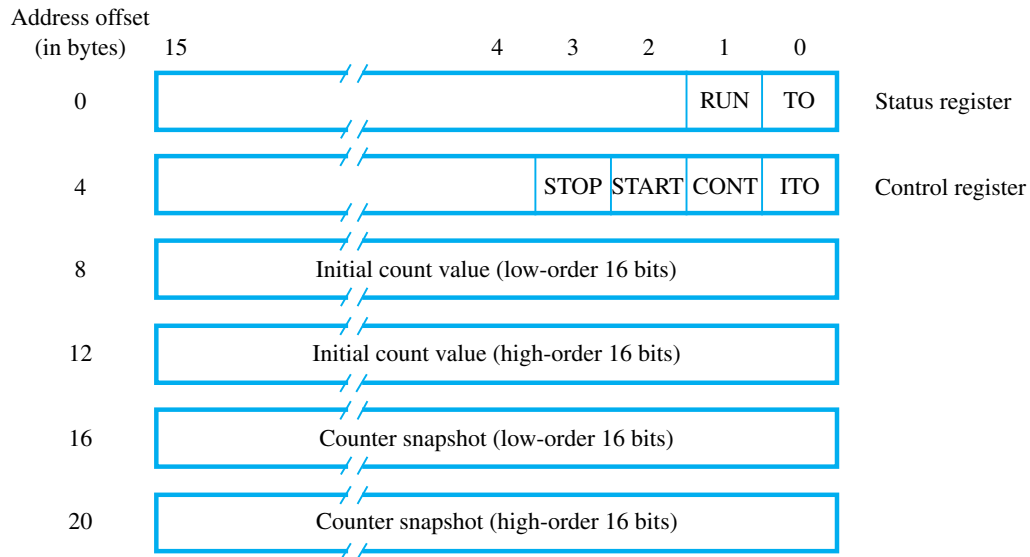 Address offset
(in bytes) 15 4 3 2 1 0
0 RUN TO Status register
4 STOP START CONT ITO Control register
8 Initial count value (low-order 16 bits)
12 Initial count value (high-order 16 bits)
16 Counter snapshot (low-order 16 bits)
20 Counter snapshot (high-order 16 bits)